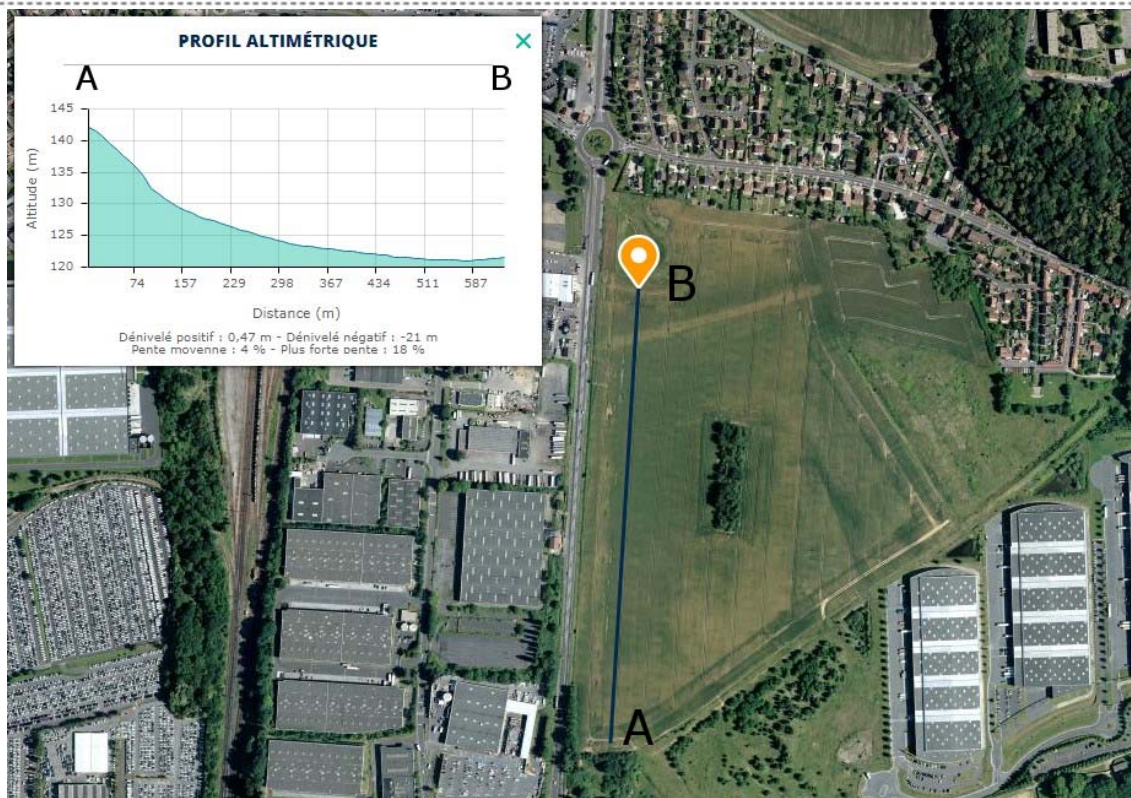 PROFIL ALTIMÉTRIQUE ×
A B
145
140
135
130
125
120
Altitude (m)
74 157 229 298 367 434 511 587
Distance (m)
Dénivelé positif : 0,47 m - Dénivelé négatif : -21 m
Pente moyenne : 4 % - Plus forte pente : 18 %
B
A